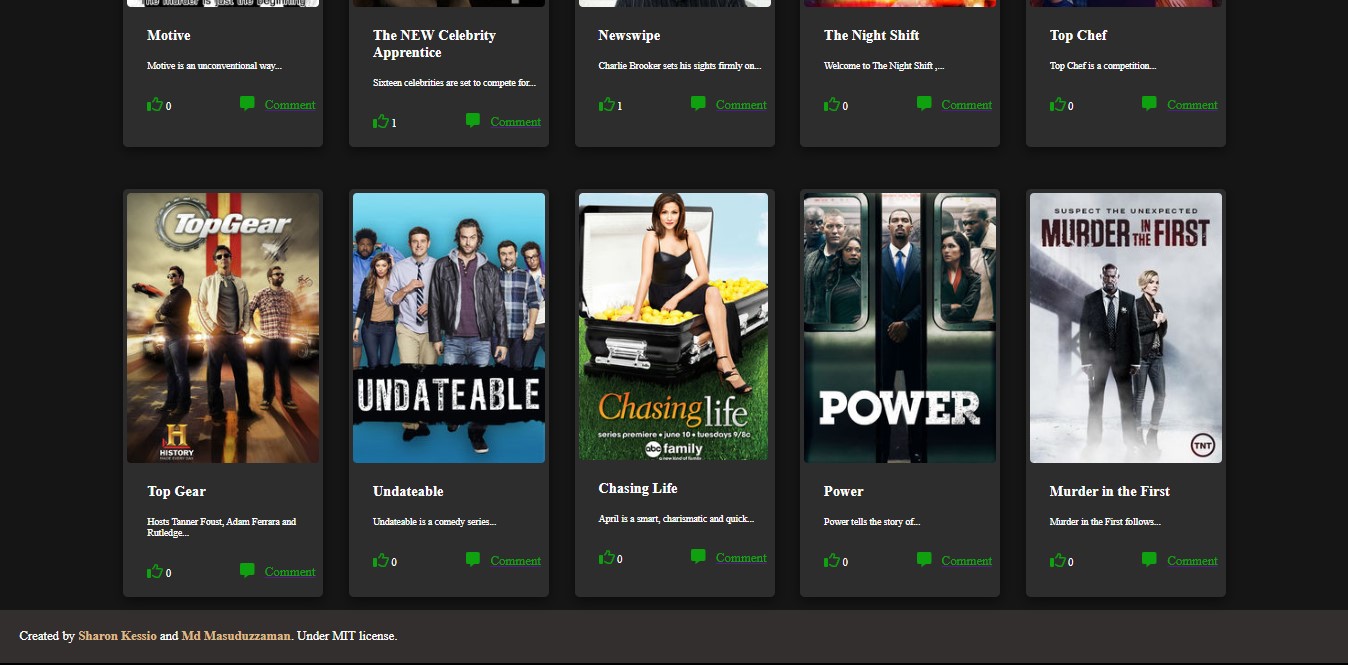 The murder is just the beginning
Motive
The NEW Celebrity
Apprentice
Newswipe
The Night Shift
Top Chef
Motive is an unconventional way...
Sixteen celebrities are set to compete for...
Charlie Brooker sets his sights firmly on...
Welcome to The Night Shift ,...
Top Chef is a competition...
0 Comment
1 Comment
1 Comment
0 Comment
0 Comment
TopGear
H
HISTORY
UNDATEABLE
Chasing life
series premiere • june 10 • tuesdays 9/8c
abc family
POWER
SUSPECT THE UNEXPECTED
MURDER IN THE FIRST
TNT
Top Gear
Undateable
Chasing Life
Power
Murder in the First
Hosts Tanner Foust, Adam Ferrara and
Rutledge...
Undateable is a comedy series...
April is a smart, charismatic and quick...
Power tells the story of...
Murder in the First follows...
0 Comment
0 Comment
0 Comment
0 Comment
0 Comment
Created by Sharon Kessio and Md Masuduzzaman. Under MIT license.